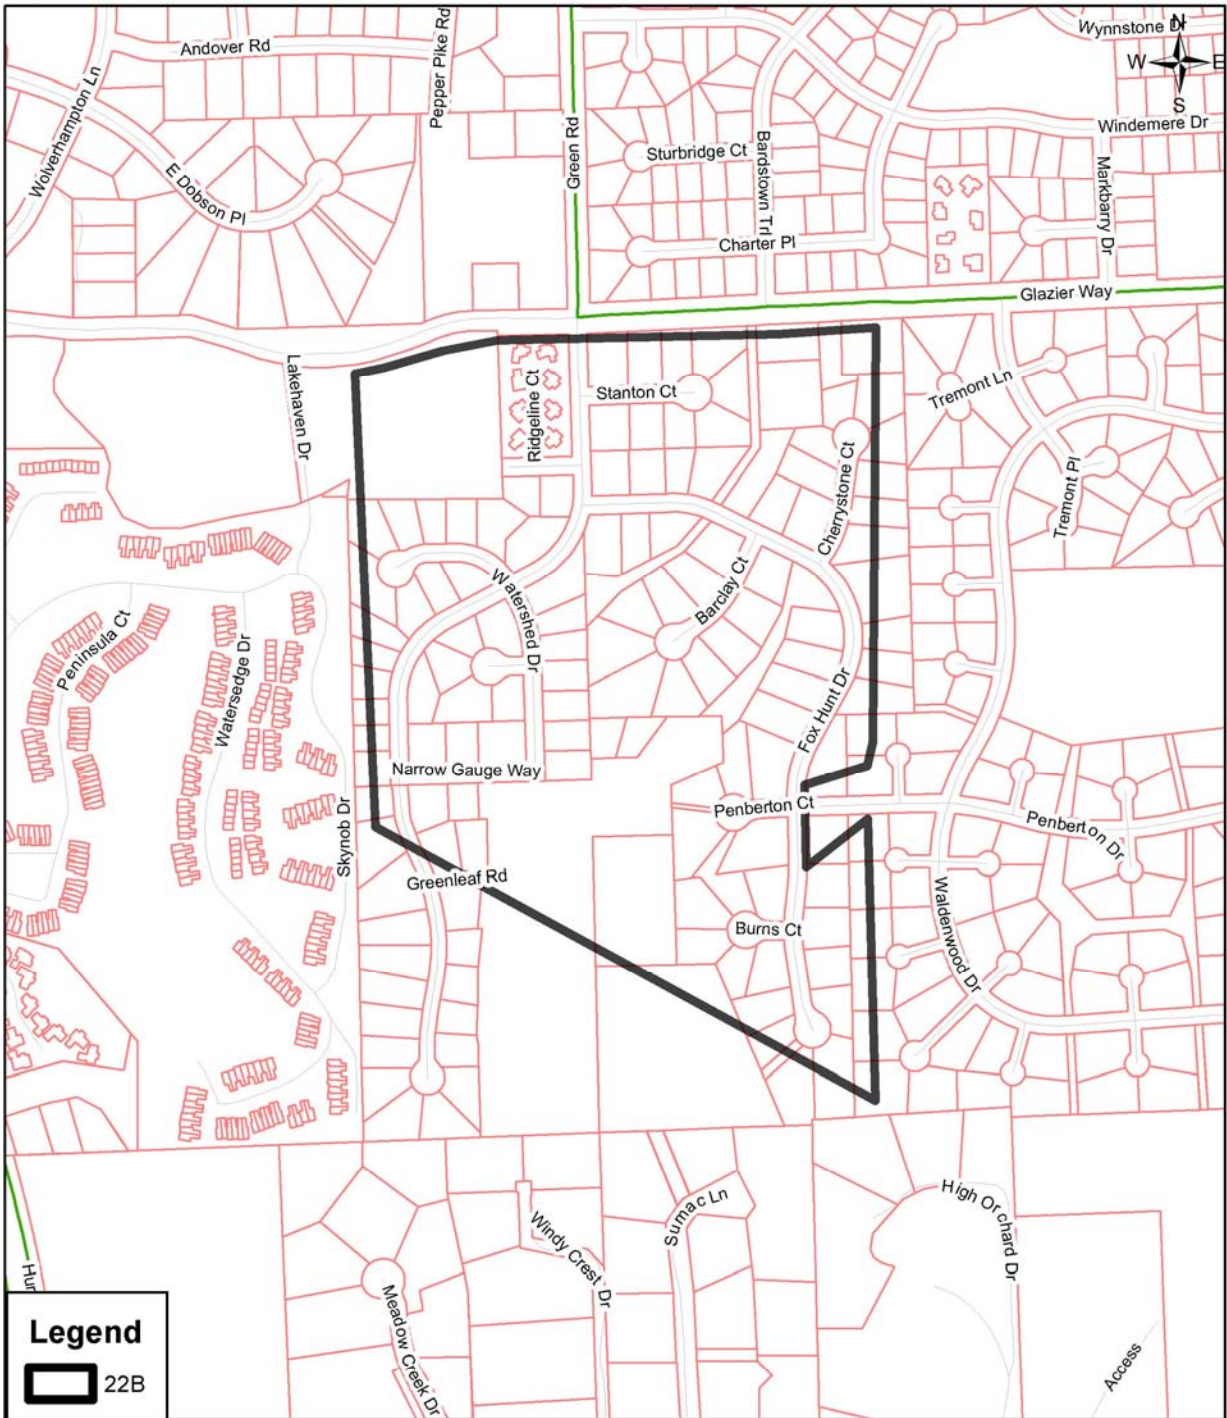 Wynnstone Dr
N
W E
S
Andover Rd
Pepper Pike Rd
Wolverhampton Ln
E Dobson Pl
Green Rd
Sturbridge Ct
Bardstown Trl
Windemere Dr
Markbarry Dr
Charter Pl
Glazier Way
Lakehaven Dr
Ridgeline Ct
Stanton Ct
Tremont Ln
Cherrystone Ct
Tremont Pl
Watershed Dr
Barclay Ct
Peninsula Ct
Watersedge Dr
Fox Hunt Dr
Narrow Gauge Way
Skynob Dr
Penberton Ct
Penberton Dr
Greenleaf Rd
Waldenwood Dr
Burns Ct
High Orchard Dr
Sumac Ln
Windy Crest Dr
Meadow Creek Dr
Hur
Access
Legend
22B